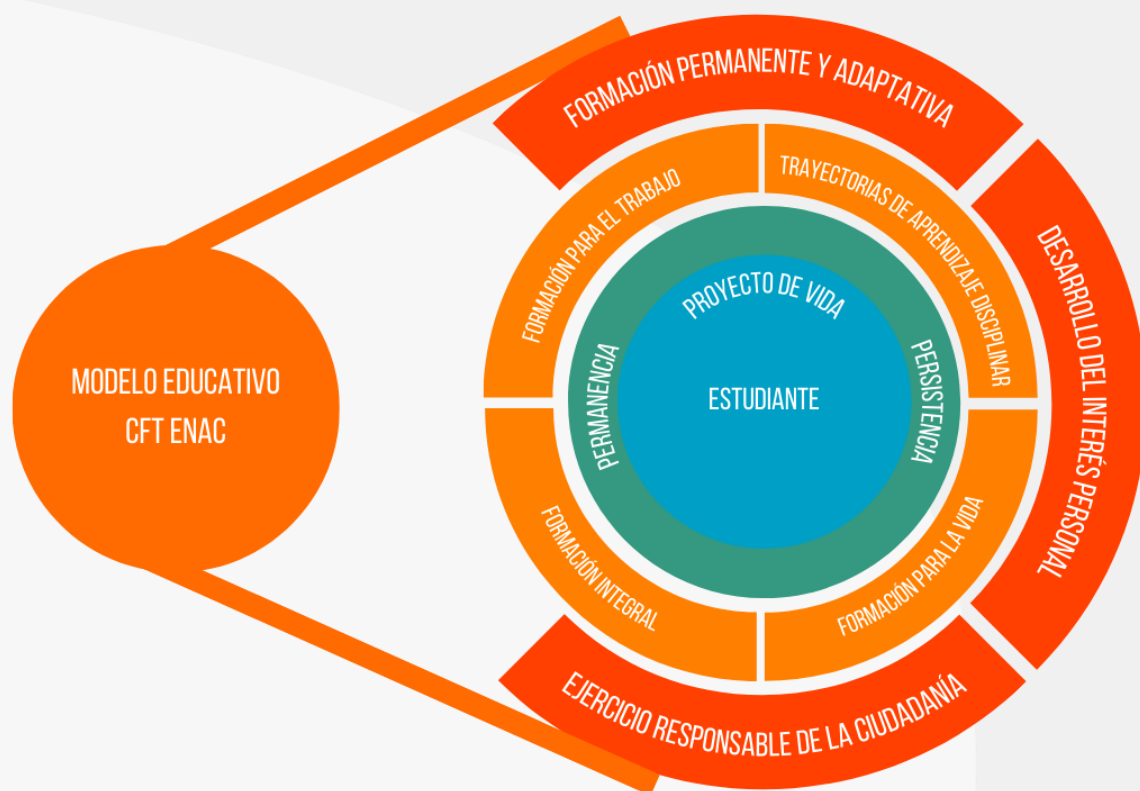 MODELO EDUCATIVO
CFT ENAC
FORMACIÓN PERMANENTE Y ADAPTATIVA
DESARROLLO DEL INTERÉS PERSONAL
EJERCICIO RESPONSABLE DE LA CIUDADANÍA
FORMACIÓN PARA EL TRABAJO
TRAYECTORIAS DE APRENDIZAJE DISCIPLINAR
FORMACIÓN PARA LA VIDA
FORMACIÓN INTEGRAL
PERMANENCIA
PERSISTENCIA
PROYECTO DE VIDA
ESTUDIANTE